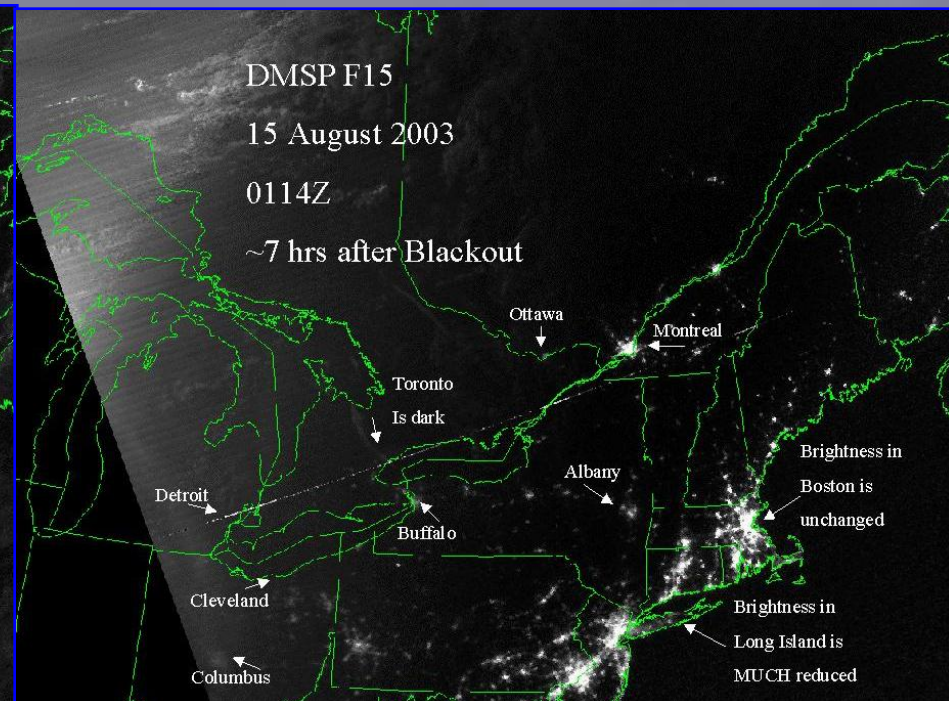 DMSP F15
15 August 2003
0114Z
~7 hrs after Blackout
Ottawa
Montreal
Toronto
Is dark
Albany
Brightness in
Boston is
unchanged
Detroit
Buffalo
Cleveland
Brightness in
Long Island is
MUCH reduced
Columbus